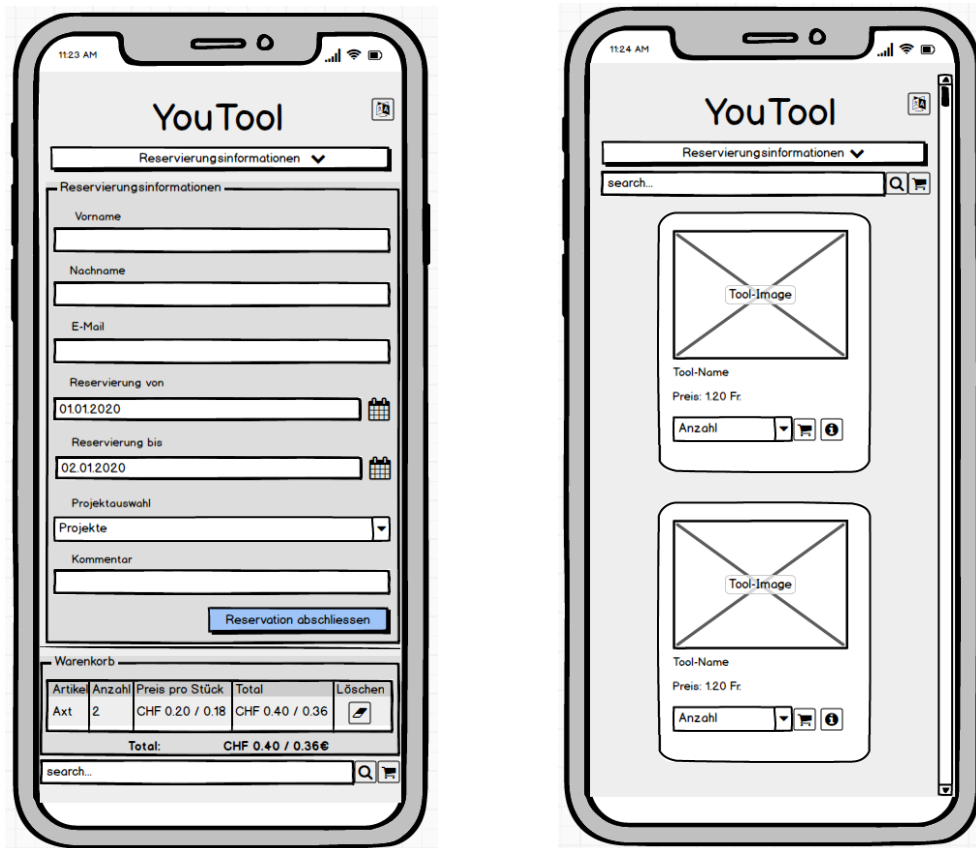 11:23 AM
YouTool
Reservierungsinformationen
Reservierungsinformationen
Vorname
Nachname
E-Mail
Reservierung von
01.01.2020
Reservierung bis
02.01.2020
Projektauswahl
Projekte
Kommentar
Reservation abschliessen
Warenkorb
Artikel Anzahl Preis pro Stück Total Löschen
Axt 2 CHF 0.20 / 0.18 CHF 0.40 / 0.36
Total: CHF 0.40 / 0.36€
search...
11:24 AM
YouTool
Reservierungsinformationen
search...
Tool-Image
Tool-Name
Preis: 1.20 Fr.
Anzahl
Tool-Image
Tool-Name
Preis: 1.20 Fr.
Anzahl